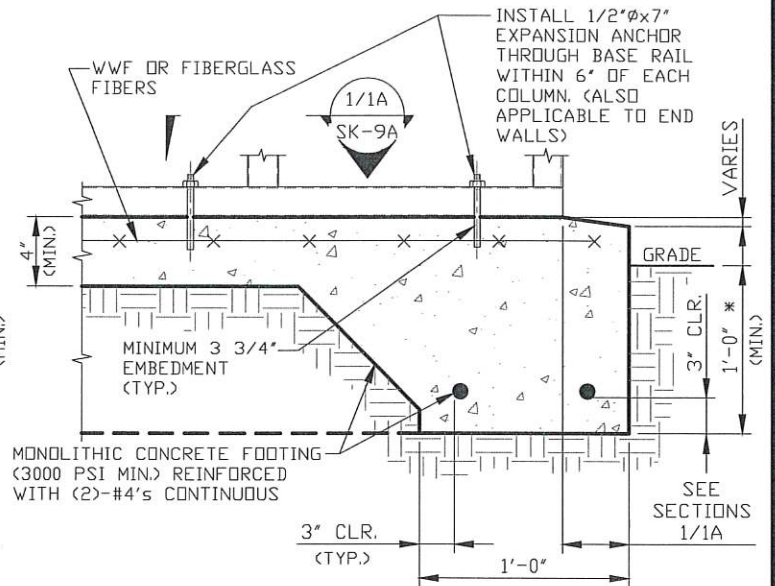 INSTALL 1/2"Øx7"
EXPANSION ANCHOR
THROUGH BASE RAIL
WITHIN 6" OF EACH
COLUMN. (ALSO
APPLICABLE TO END
WALLS)
WWF OR FIBERGLASS
FIBERS
1/1A
SK-9A
VARIES
4"
(MIN.)
GRADE
MIN.)
MINIMUM 3 3/4"
EMBEDMENT
(TYP.)
3" CLR.
1'-0" *
(MIN.)
MONOLITHIC CONCRETE FOOTING
(3000 PSI MIN.) REINFORCED
WITH (2)-#4's CONTINUOUS
SEE
SECTIONS
1/1A
3" CLR.
(TYP.)
1'-0"